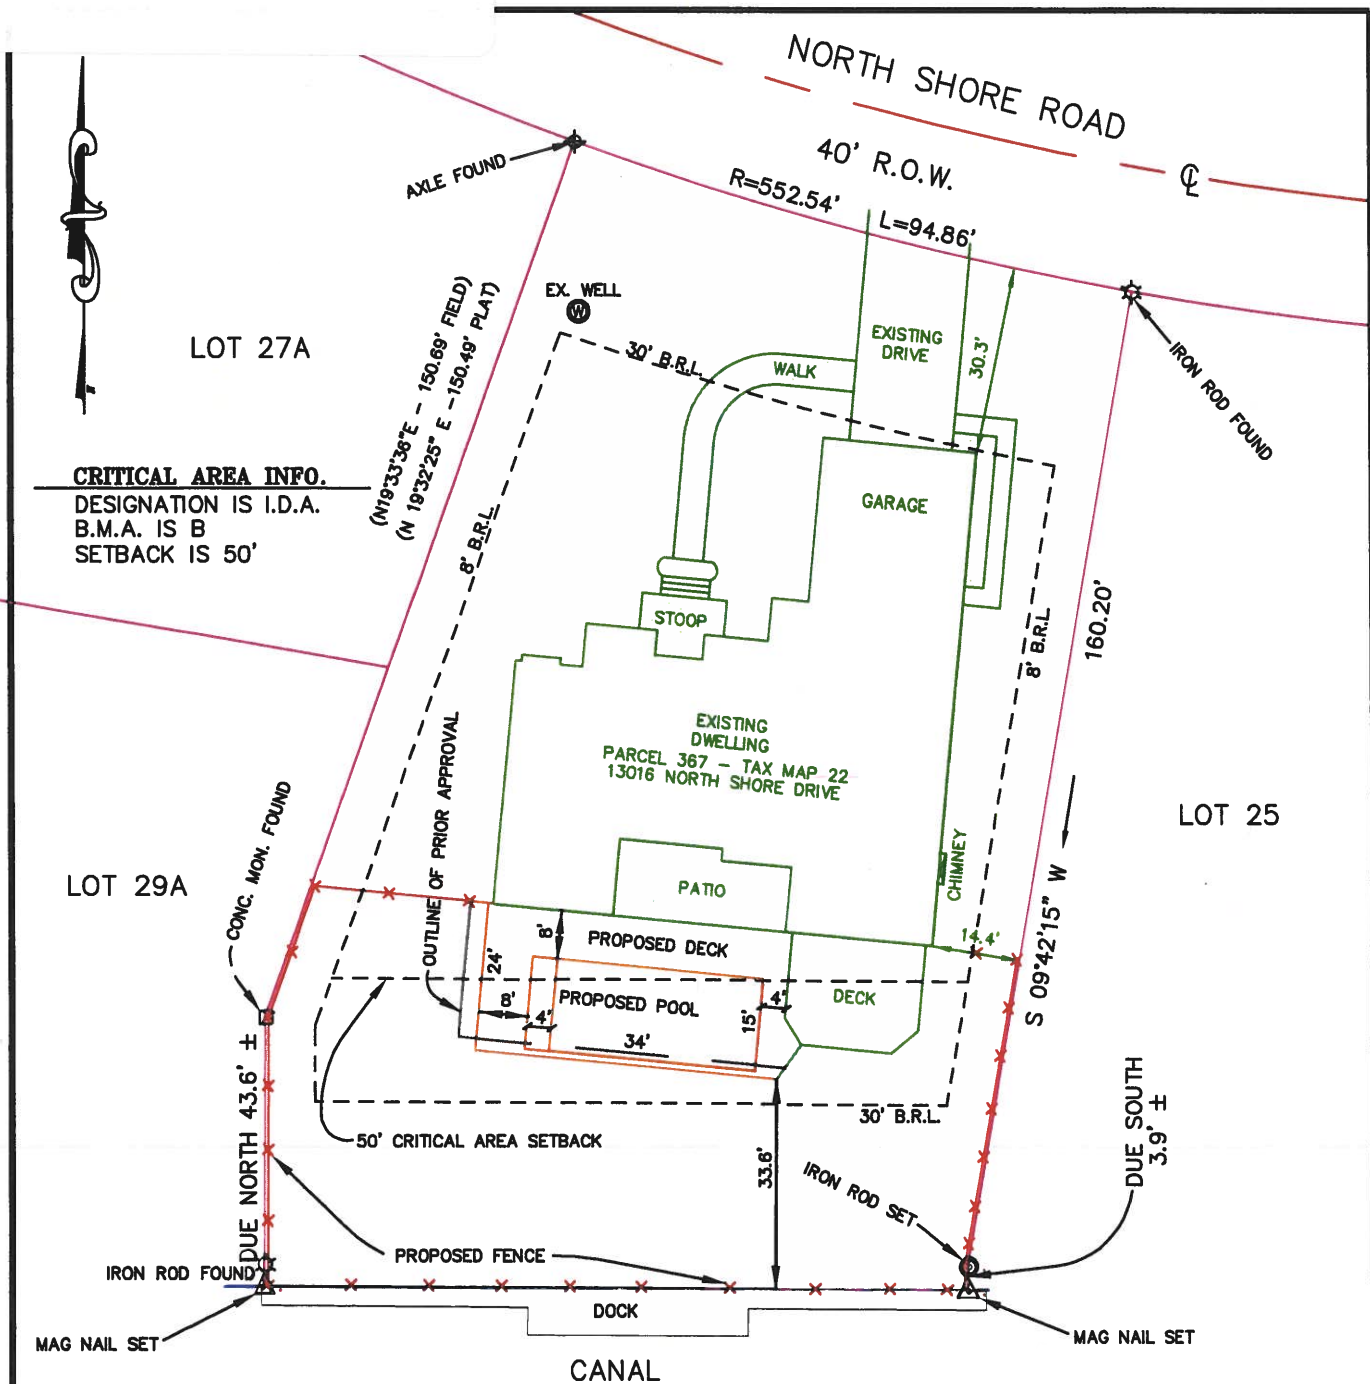 NORTH SHORE ROAD
40' R.O.W.
℄
R=552.54'
L=94.86'
AXLE FOUND
EX. WELL
W
IRON ROD FOUND
LOT 27A
(N19°33'36"E - 150.69' FIELD)
(N 19°32'25" E -150.49' PLAT)
30' B.R.L.
WALK
EXISTING
DRIVE
30.3'
CRITICAL AREA INFO.
DESIGNATION IS I.D.A.
B.M.A. IS B
SETBACK IS 50'
8' B.R.L.
GARAGE
STOOP
8' B.R.L.
160.20'
EXISTING
DWELLING
PARCEL 367 - TAX MAP 22
13016 NORTH SHORE DRIVE
OUTLINE OF PRIOR APPROVAL
CONC. MON. FOUND
LOT 25
LOT 29A
PATIO
CHIMNEY
S 09°42'15" W
14.4'
8'
PROPOSED DECK
24'
8'
4'
PROPOSED POOL
34'
15'
4'
DECK
30' B.R.L.
50' CRITICAL AREA SETBACK
DUE NORTH 43.6' ±
33.6'
IRON ROD SET
DUE SOUTH
3.9' ±
PROPOSED FENCE
IRON ROD FOUND
DOCK
MAG NAIL SET
MAG NAIL SET
CANAL